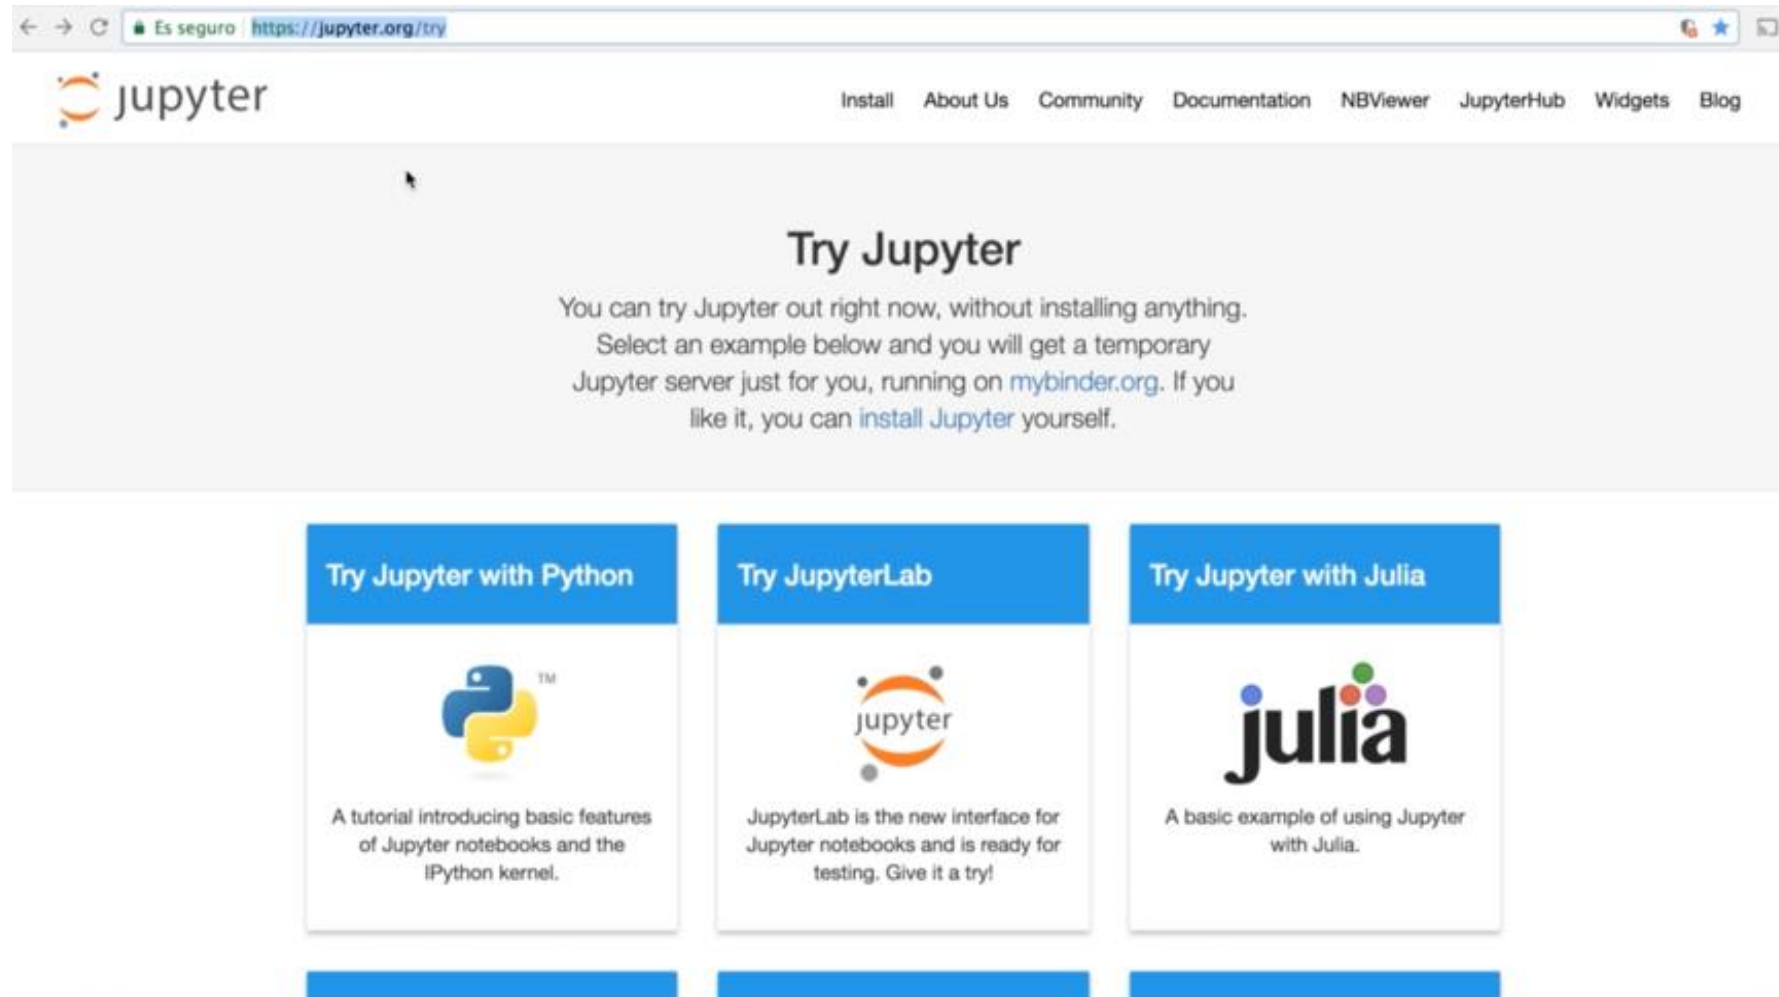 Es seguro https://jupyter.org/try
jupyter
Install About Us Community Documentation NBViewer JupyterHub Widgets Blog
Try Jupyter
You can try Jupyter out right now, without installing anything.
Select an example below and you will get a temporary
Jupyter server just for you, running on mybinder.org. If you
like it, you can install Jupyter yourself.
Try Jupyter with Python
TM
A tutorial introducing basic features
of Jupyter notebooks and the
IPython kernel.
Try JupyterLab
jupyter
JupyterLab is the new interface for
Jupyter notebooks and is ready for
testing. Give it a try!
Try Jupyter with Julia
julia
A basic example of using Jupyter
with Julia.